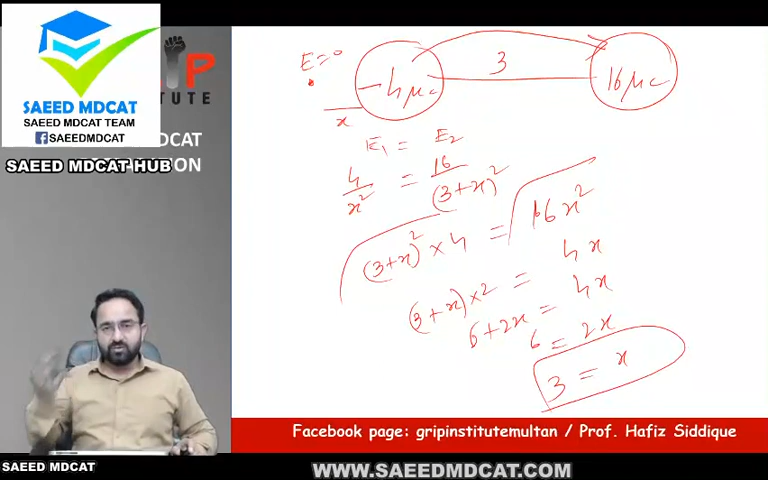 E=0
-4μc
3
16μc
x
E₁ = E₂
4/x² = 16/(3+x)²
(3+x)² × 4 = 16x²
(3+x) × 2 = 4x
6+2x = 4x
6 = 2x
3 = x
SAEED MDCAT
SAEED MDCAT TEAM
SAEEDMDCAT
SAEED MDCAT HUB
Facebook page: gripinstitutemultan / Prof. Hafiz Siddique
SAEED MDCAT
WWW.SAEEDMDCAT.COM